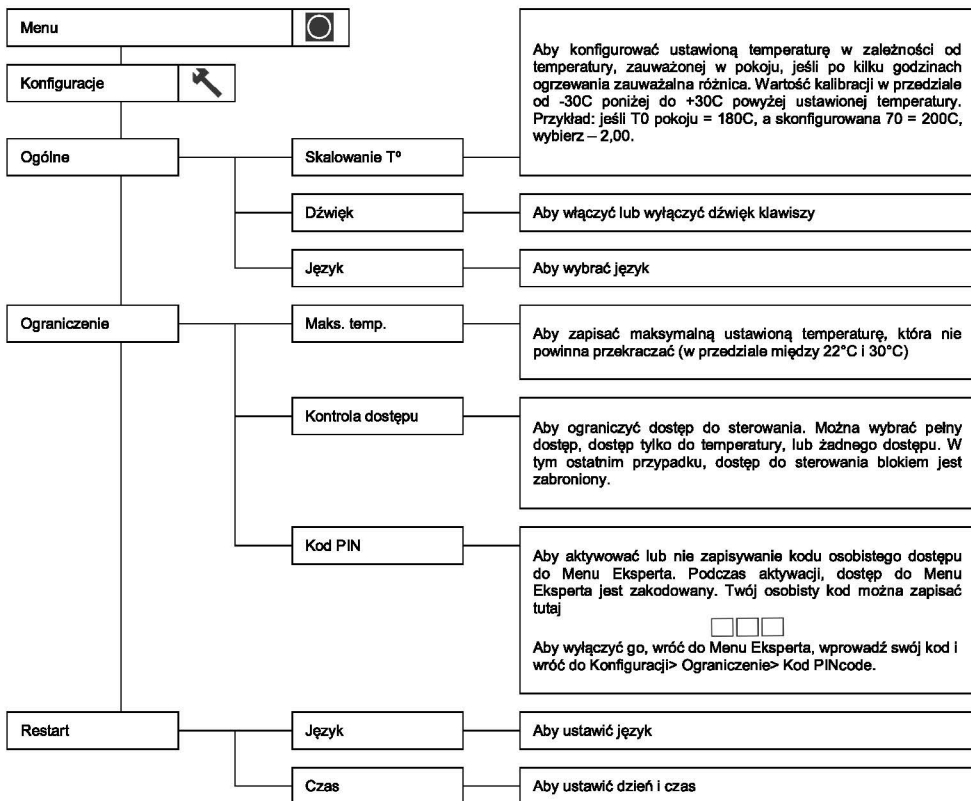 Menu
Konfiguracje
Aby konfigurować ustawioną temperaturę w zależności od
temperatury, zauważonej w pokoju, jeśli po kilku godzinach
ogrzewania zauważalna różnica. Wartość kalibracji w przedziale
od -30C poniżej do +30C powyżej ustawionej temperatury.
Przykład: jeśli T0 pokoju = 180C, a skonfigurowana 70 = 200C,
wybierz – 2,00.
Ogólne
Skalowanie Tº
Dźwięk
Aby włączyć lub wyłączyć dźwięk klawiszy
Język
Aby wybrać język
Ograniczenie
Maks. temp.
Aby zapisać maksymalną ustawioną temperaturę, która nie
powinna przekraczać (w przedziale między 22°C i 30°C)
Kontrola dostępu
Aby ograniczyć dostęp do sterowania. Można wybrać pełny
dostęp, dostęp tylko do temperatury, lub żadnego dostępu. W
tym ostatnim przypadku, dostęp do sterowania blokiem jest
zabroniony.
Kod PIN
Aby aktywować lub nie zapisywanie kodu osobistego dostępu
do Menu Eksperta. Podczas aktywacji, dostęp do Menu
Eksperta jest zakodowany. Twój osobisty kod można zapisać
tutaj
Aby wyłączyć go, wróć do Menu Eksperta, wprowadź swój kod i
wróć do Konfiguracji> Ograniczenie> Kod PINcode.
Restart
Język
Aby ustawić język
Czas
Aby ustawić dzień i czas